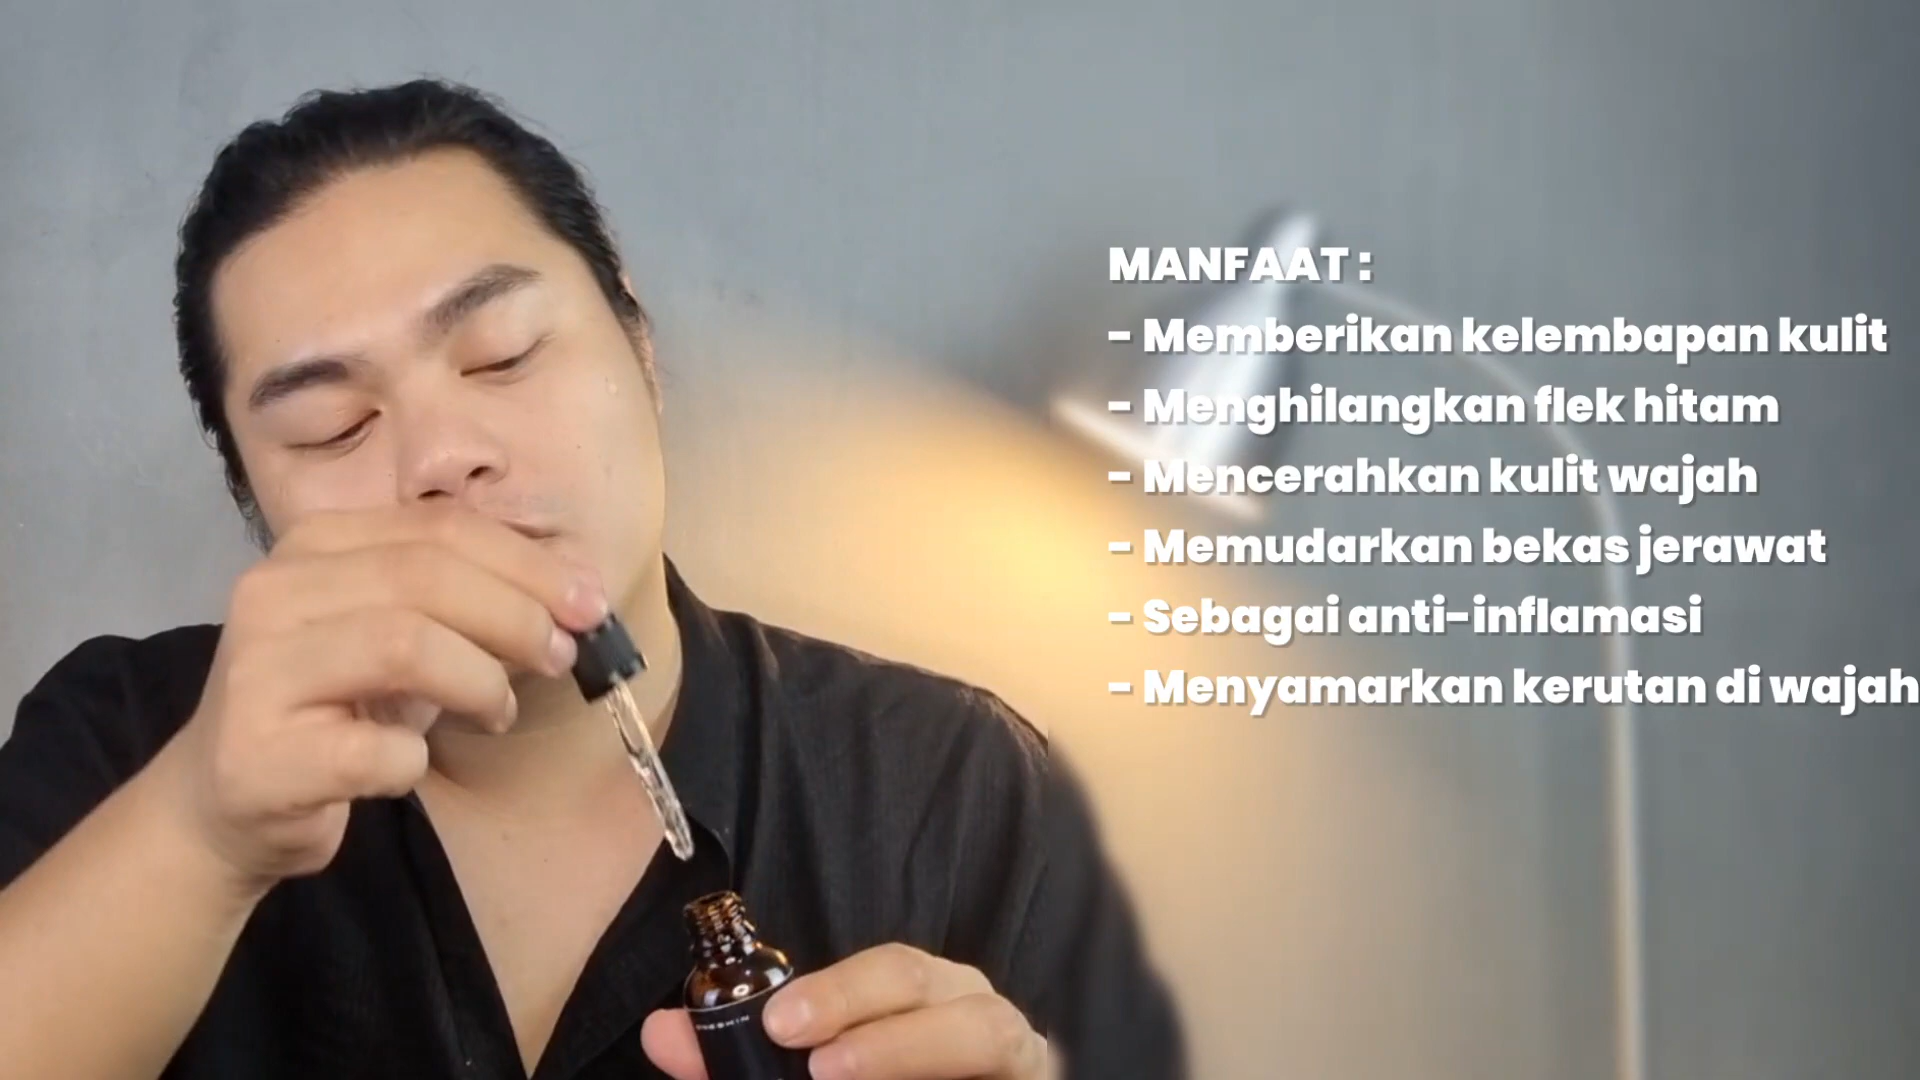 MANFAAT :
- Memberikan kelembapan kulit
- Menghilangkan flek hitam
- Mencerahkan kulit wajah
- Memudarkan bekas jerawat
- Sebagai anti-inflamasi
- Menyamarkan kerutan di wajah